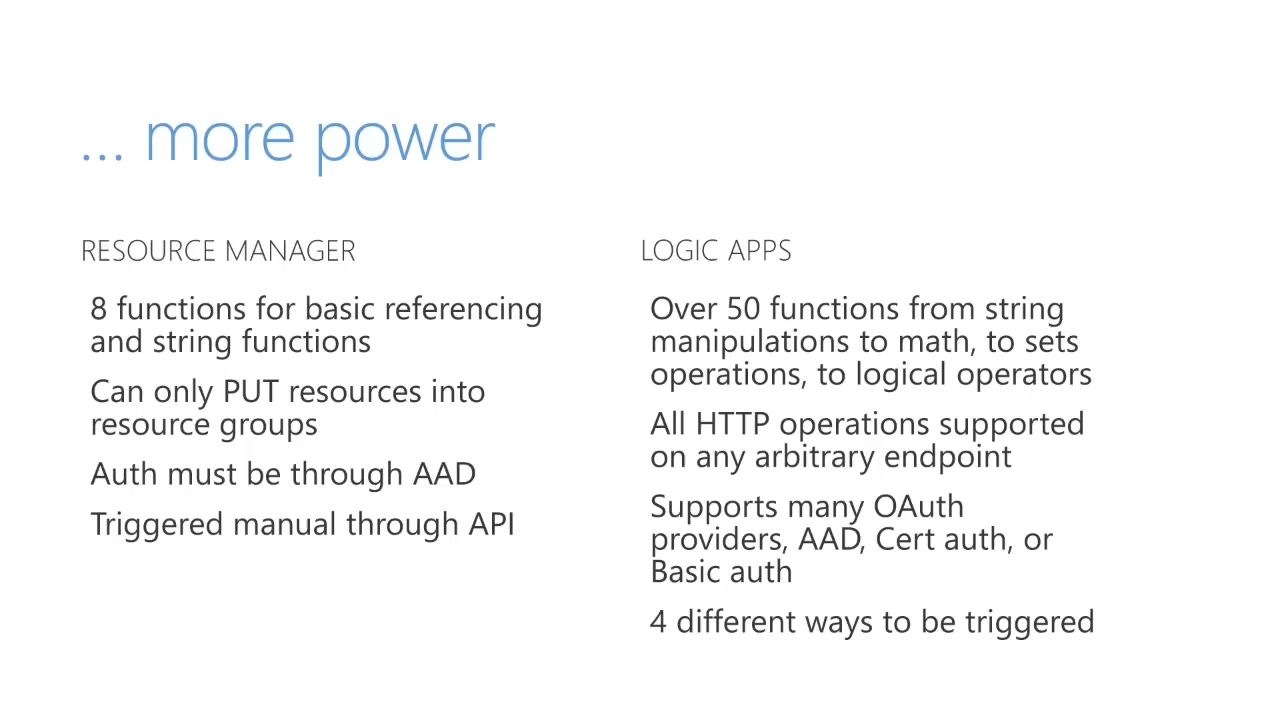 ... more power
RESOURCE MANAGER
8 functions for basic referencing
and string functions
Can only PUT resources into
resource groups
Auth must be through AAD
Triggered manual through API
LOGIC APPS
Over 50 functions from string
manipulations to math, to sets
operations, to logical operators
All HTTP operations supported
on any arbitrary endpoint
Supports many OAuth
providers, AAD, Cert auth, or
Basic auth
4 different ways to be triggered